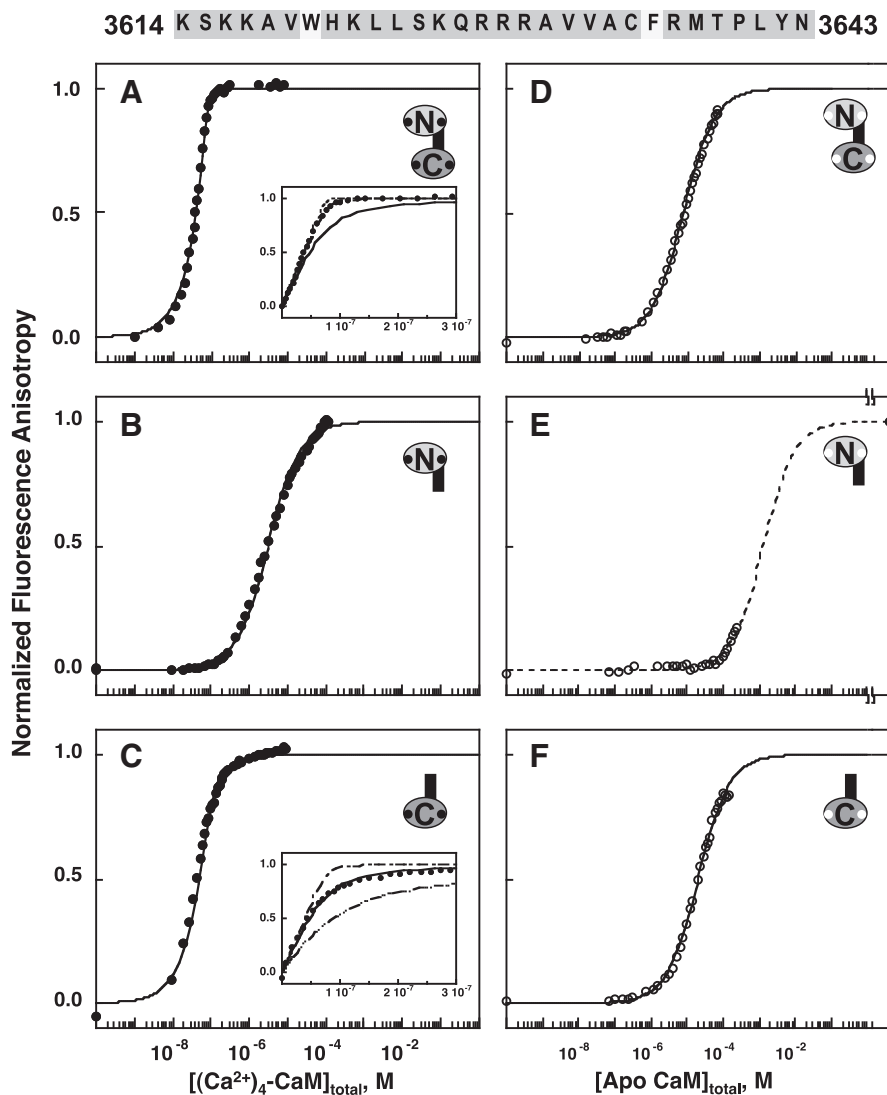 3614 KSKKAVWHKLLSKQRRRAVVACFRMTPLYN 3643
Normalized Fluorescence Anisotropy
A
1.0
0.5
0.0
N
C
1.0
0.5
0.0
1 10⁻⁷
2 10⁻⁷
3 10⁻⁷
D
N
C
B
1.0
0.5
0.0
N
E
N
C
1.0
0.5
0.0
C
1.0
0.5
0.0
1 10⁻⁷
2 10⁻⁷
3 10⁻⁷
F
C
10⁻⁸ 10⁻⁶ 10⁻⁴ 10⁻²
[(Ca²⁺)₄-CaM]total, M
10⁻⁸ 10⁻⁶ 10⁻⁴ 10⁻²
[Apo CaM]total, M